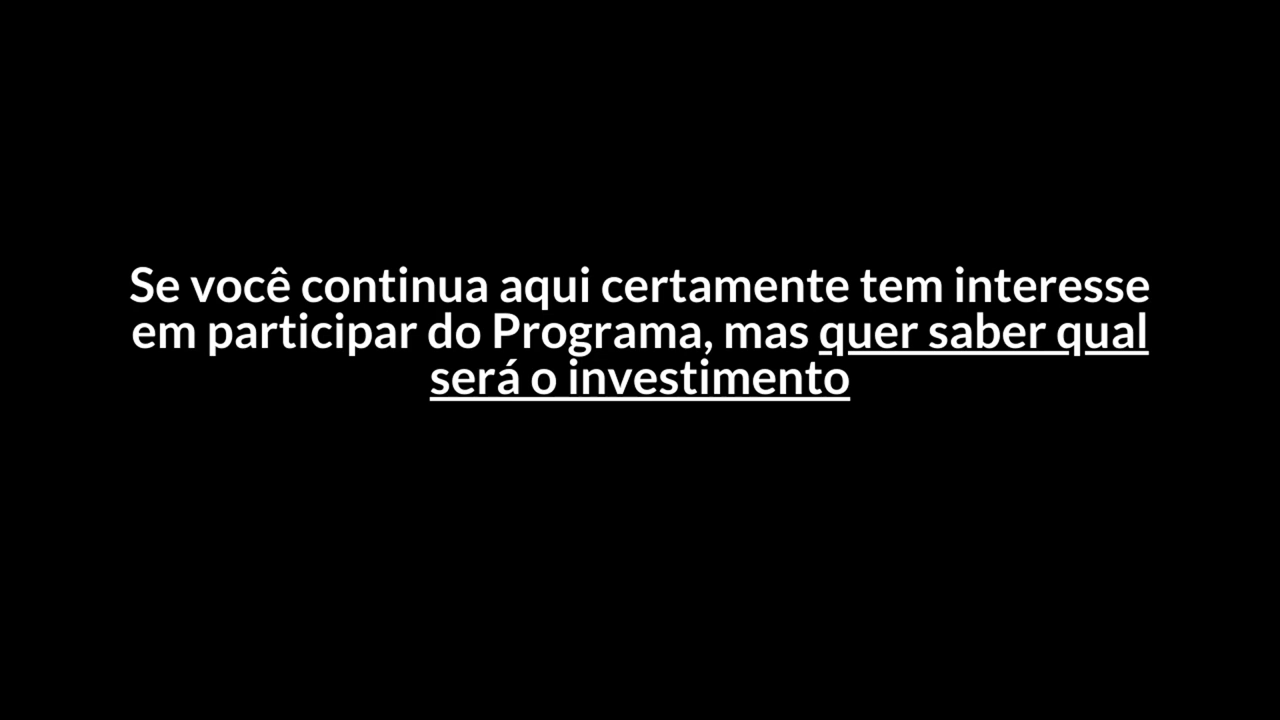 Se você continua aqui certamente tem interesse
em participar do Programa, mas quer saber qual
será o investimento